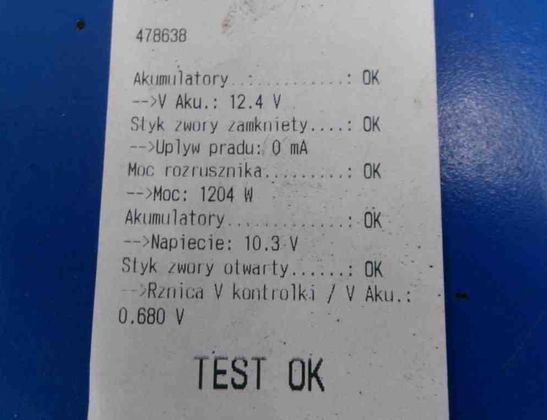 478638
Akumulatory...........: OK
-->V Aku.: 12.4 V
Styk zwory zamkniety....: OK
-->Uplyw pradu: 0 mA
Moc rozrusznika.........: OK
-->Moc: 1204 W
Akumulatory.............: OK
-->Napiecie: 10.3 V
Styk zwory otwarty......: OK
-->Rznica V kontrolki / V Aku.:
0.680 V
TEST OK